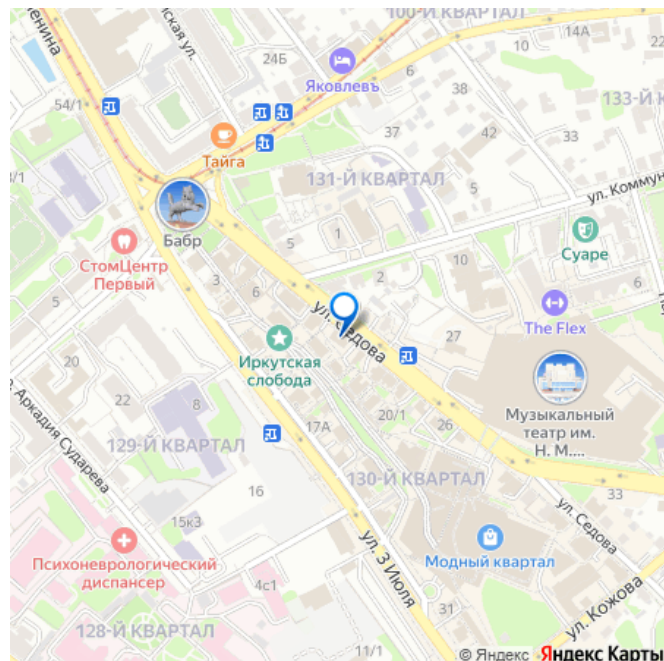 100-Й КВАРТАЛ
24Б
10
14А
Яковлевъ
6
54/1
38
133-Й
Тайга
37
42
33
131-Й КВАРТАЛ
5
ул. Коммун
Бабр
5
1
СтомЦентр
Первый
3
2
Суаре
6
10
ул. Седова
27
The Flex
Иркутская
слобода
20
22
8
ул. Аркадия Сударева
17А
20/1
26
Музыкальный
театр им.
Н. М....
129-Й КВАРТАЛ
16
130-Й КВАРТАЛ
33
ул. Седова
15к3
Психоневрологический
диспансер
ул. 3 Июля
Модный квартал
4с1
31
ул. Кожова
128-Й КВАРТАЛ
11/1
© Яндекс Яндекс Карты